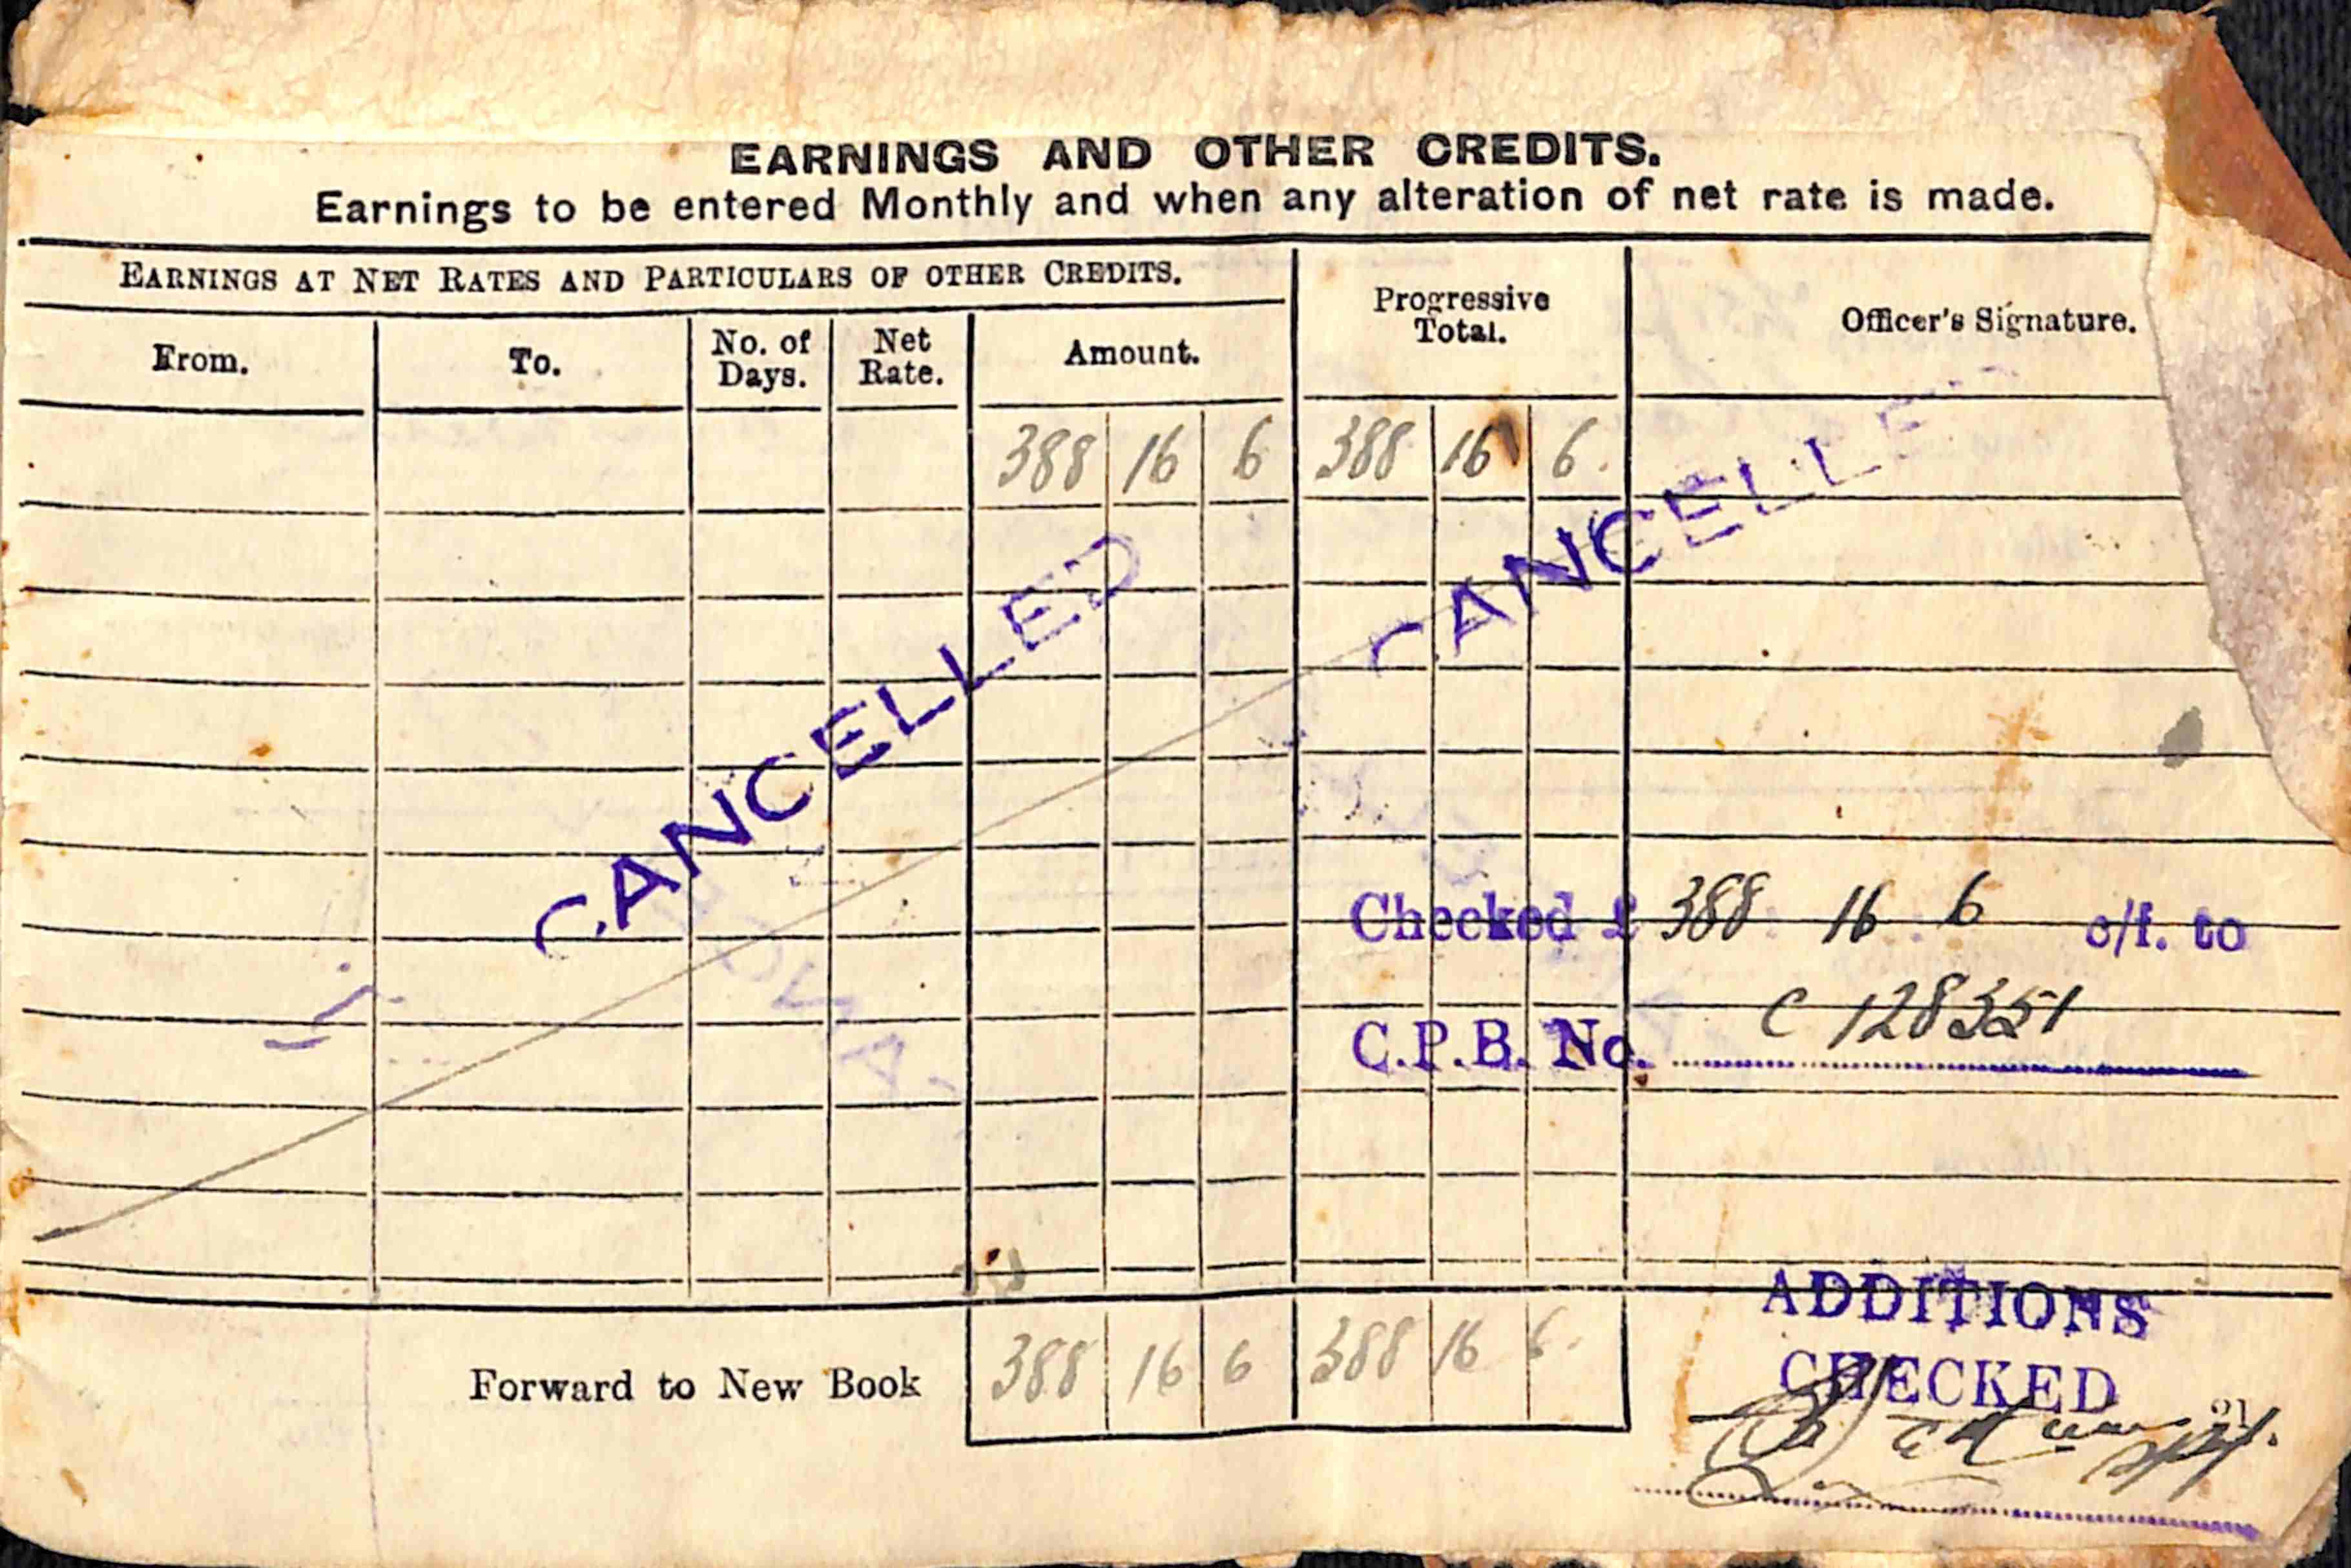 EARNINGS AND OTHER CREDITS.
Earnings to be entered Monthly and when any alteration of net rate is made.
EARNINGS AT NET RATES AND PARTICULARS OF OTHER CREDITS.
Progressive Total.
Officer's Signature.
From.
To.
No. of Days.
Net Rate.
Amount.
388 16 6 388 16 6.
CANCELLED
CANCELLE
Checked £ 388 16 6 c/f. to
C.P.B. No. C 128351
Forward to New Book 388 16 6 388 16 6.
ADDITIONS
CHECKED
21